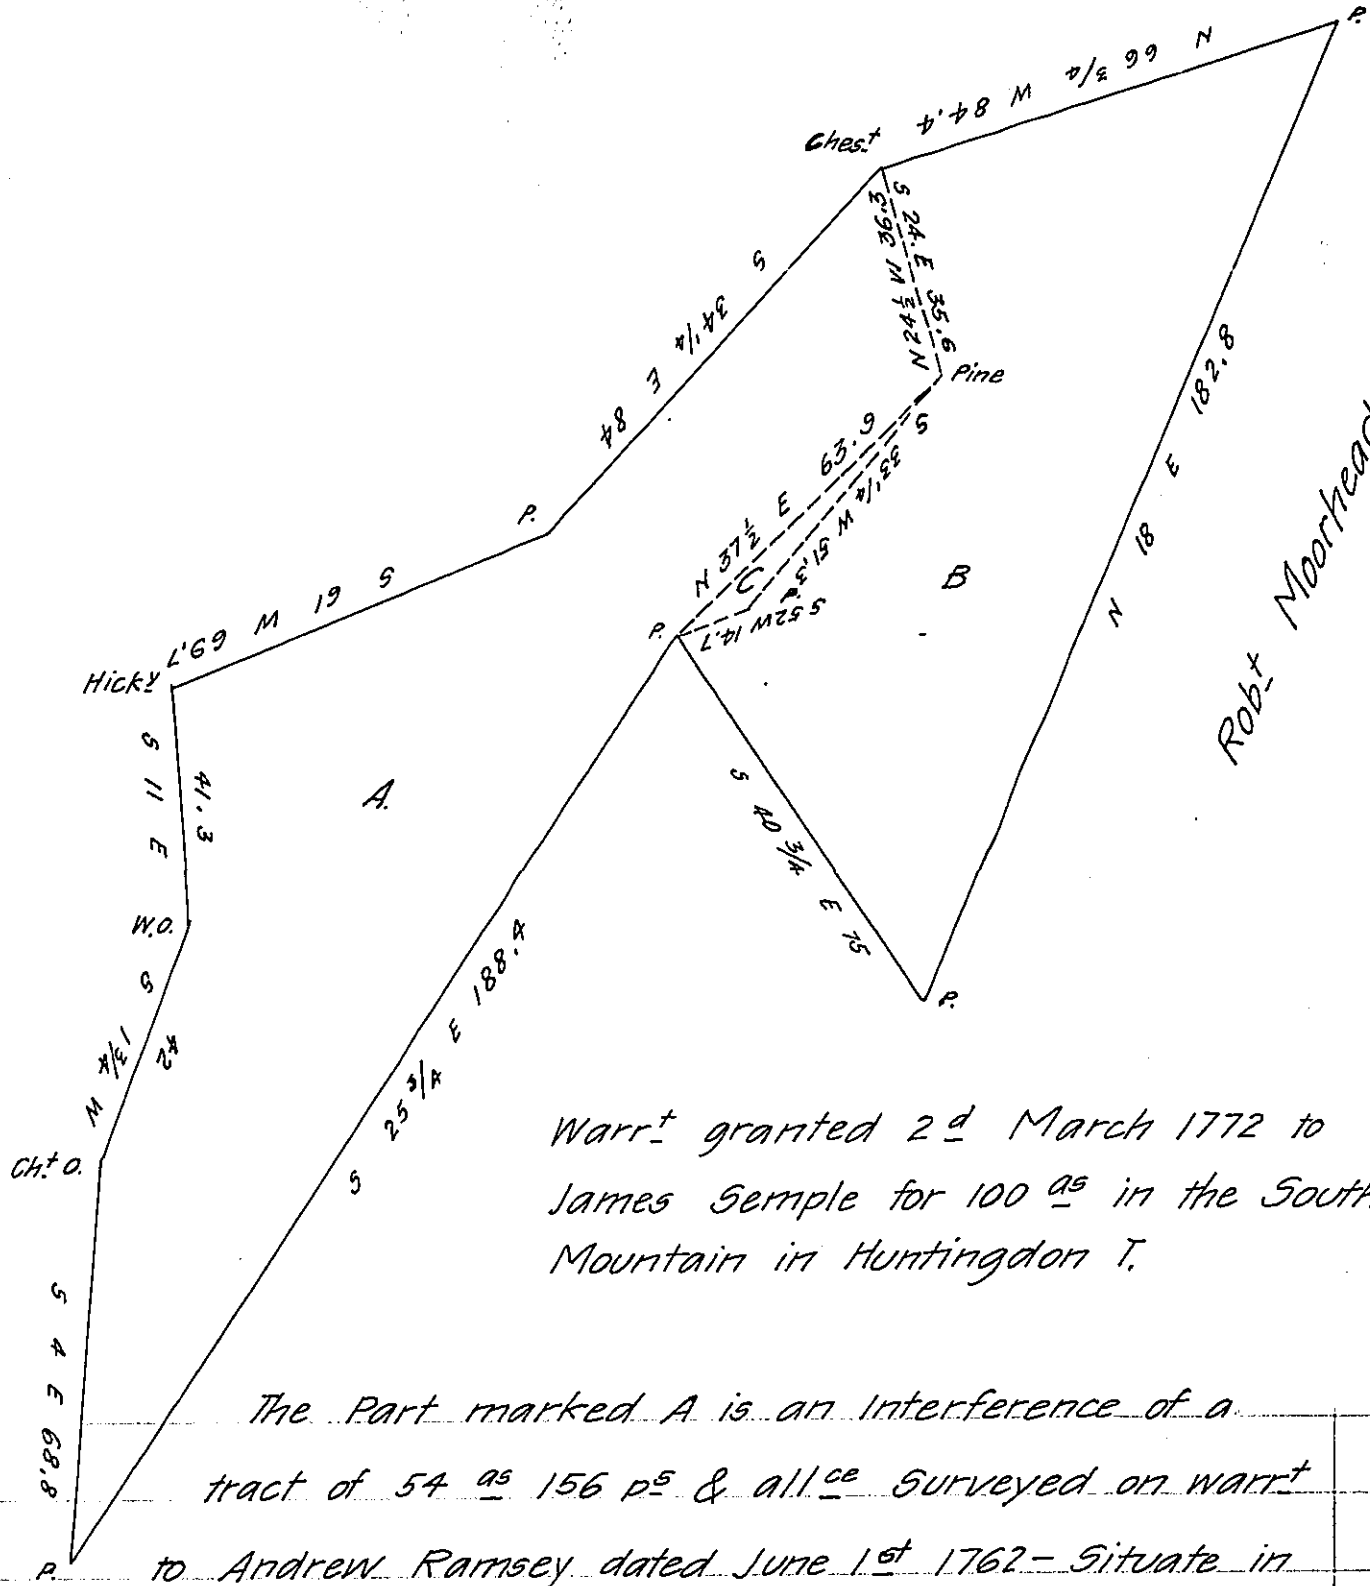 P.
N 66 3/4 W 84.4
Chest
S 24. E 35.6
N 24½ W 36.3
Pine
S 34 1/4 E 84
P.
S 61 W 69.7
Hicky
S 11 E 41.3
W.O.
S 1 3/4 W 42
Cht O.
S 4 E 68.8
P.
S 25 3/4 E 188.4
A.
P.
N 37½ E 63.9
C
S 33 1/4 W 51,3
S 52 W 14.7
B
N 18 E 182.8
S 40 3/4 E 75
P.
Robt Moorhead
Warrt granted 2d March 1772 to
James Semple for 100 as in the South
Mountain in Huntingdon T.
The Part marked A is an Interference of a
tract of 54 as 156 ps & allce Surveyed on warrt
to Andrew Ramsey dated June 1st 1762 - Situate in